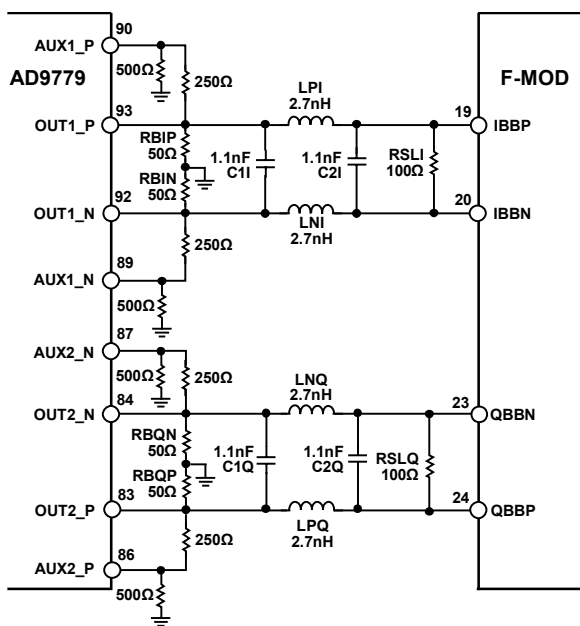 90
AUX1_P
AD9779
500Ω
250Ω
LPI
2.7nH
F-MOD
93
OUT1_P
19
IBBP
RBIP
50Ω
1.1nF
C1I
1.1nF
C2I
RSLI
100Ω
RBIN
50Ω
92
OUT1_N
20
IBBN
LNI
2.7nH
250Ω
89
AUX1_N
500Ω
87
AUX2_N
500Ω
250Ω
LNQ
2.7nH
84
OUT2_N
23
QBBN
RBQN
50Ω
1.1nF
C1Q
1.1nF
C2Q
RSLQ
100Ω
RBQP
50Ω
83
OUT2_P
24
QBBP
LPQ
2.7nH
250Ω
86
AUX2_P
500Ω